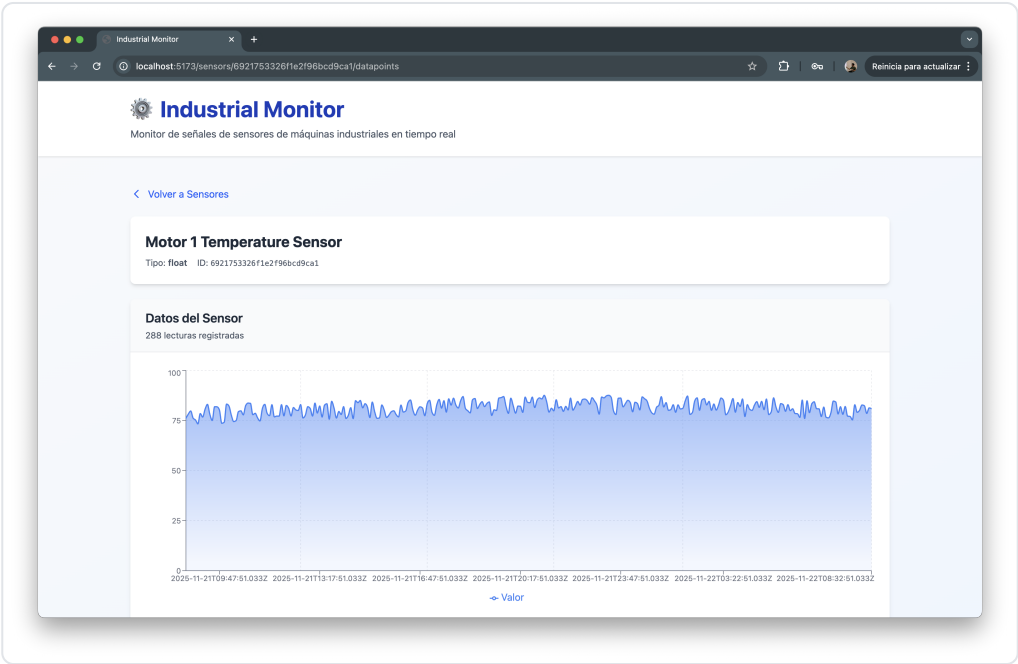 Industrial Monitor
localhost:5173/sensors/6921753326f1e2f96bcd9ca1/datapoints
Reinicia para actualizar
Industrial Monitor
Monitor de señales de sensores de máquinas industriales en tiempo real
Volver a Sensores
Motor 1 Temperature Sensor
Tipo: float ID: 6921753326f1e2f96bcd9ca1
Datos del Sensor
288 lecturas registradas
100
75
50
25
0
2025-11-21T09:47:51.033Z 2025-11-21T13:17:51.033Z 2025-11-21T16:47:51.033Z 2025-11-21T20:17:51.033Z 2025-11-21T23:47:51.033Z 2025-11-22T03:22:51.033Z 2025-11-22T08:32:51.033Z
Valor